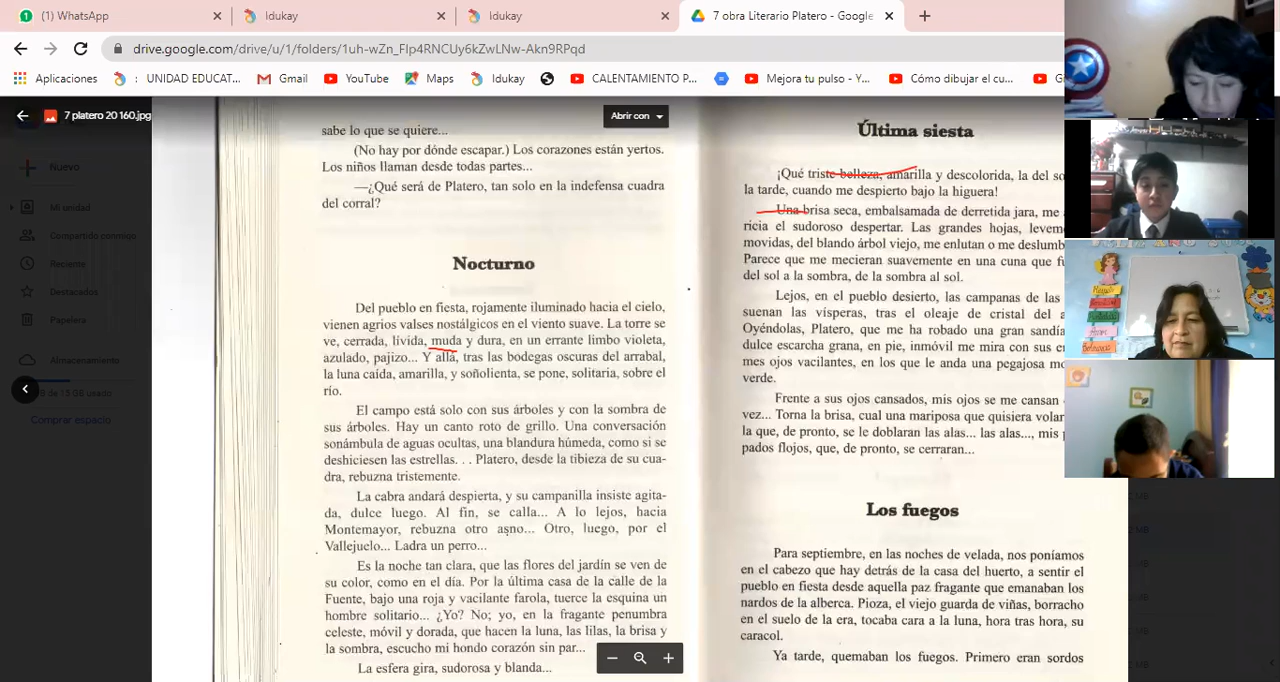 (1) WhatsApp
Idukay
Idukay
7 obra Literario Platero - Google
drive.google.com/drive/u/1/folders/1uh-wZn_FIp4RNCUy6kZwLNw-Akn9RPqd
Aplicaciones
: UNIDAD EDUCAT...
Gmail
YouTube
Maps
Idukay
CALENTAMIENTO P...
Mejora tu pulso - Y...
Cómo dibujar el cu...
7 platero 20 160.jpg
Abrir con
Nuevo
Mi unidad
Compartido conmigo
Reciente
Destacados
Papelera
Almacenamiento
de 15 GB usados
Comprar espacio
sabe lo que se quiere...
(No hay por dónde escapar.) Los corazones están yertos.
Los niños llaman desde todas partes...
—¿Qué será de Platero, tan solo en la indefensa cuadra
del corral?
Nocturno
Del pueblo en fiesta, rojamente iluminado hacia el cielo,
vienen agrios valses nostálgicos en el viento suave. La torre se
ve, cerrada, lívida, muda y dura, en un errante limbo violeta,
azulado, pajizo... Y allá, tras las bodegas oscuras del arrabal,
la luna caída, amarilla, y soñolienta, se pone, solitaria, sobre el
río.
El campo está solo con sus árboles y con la sombra de
sus árboles. Hay un canto roto de grillo. Una conversación
sonámbula de aguas ocultas, una blandura húmeda, como si se
deshiciesen las estrellas. . . Platero, desde la tibieza de su cua-
dra, rebuzna tristemente.
La cabra andará despierta, y su campanilla insiste agita-
da, dulce luego. Al fin, se calla... A lo lejos, hacia
Montemayor, rebuzna otro asno... Otro, luego, por el
Vallejuelo... Ladra un perro...
Es la noche tan clara, que las flores del jardín se ven de
su color, como en el día. Por la última casa de la calle de la
Fuente, bajo una roja y vacilante farola, tuerce la esquina un
hombre solitario... ¿Yo? No; yo, en la fragante penumbra
celeste, móvil y dorada, que hacen la luna, las lilas, la brisa y
la sombra, escucho mi hondo corazón sin par...
La esfera gira, sudorosa y blanda...
Última siesta
¡Qué triste belleza, amarilla y descolorida, la del so
la tarde, cuando me despierto bajo la higuera!
Una brisa seca, embalsamada de derretida jara, me
ricia el sudoroso despertar. Las grandes hojas, levem
movidas, del blando árbol viejo, me enlutan o me deslumb
Parece que me mecieran suavemente en una cuna que fu
del sol a la sombra, de la sombra al sol.
Lejos, en el pueblo desierto, las campanas de las
suenan las vísperas, tras el oleaje de cristal del a
Oyéndolas, Platero, que me ha robado una gran sandía
dulce escarcha grana, en pie, inmóvil me mira con sus e
mes ojos vacilantes, en los que le anda una pegajosa mo
verde.
Frente a sus ojos cansados, mis ojos se me cansan
vez... Torna la brisa, cual una mariposa que quisiera volar
la que, de pronto, se le doblaran las alas... las alas..., mis
pados flojos, que, de pronto, se cerraran...
Los fuegos
Para septiembre, en las noches de velada, nos poníamos
en el cabezo que hay detrás de la casa del huerto, a sentir el
pueblo en fiesta desde aquella paz fragante que emanaban los
nardos de la alberca. Pioza, el viejo guarda de viñas, borracho
en el suelo de la era, tocaba cara a la luna, hora tras hora, su
caracol.
Ya tarde, quemaban los fuegos. Primero eran sordos